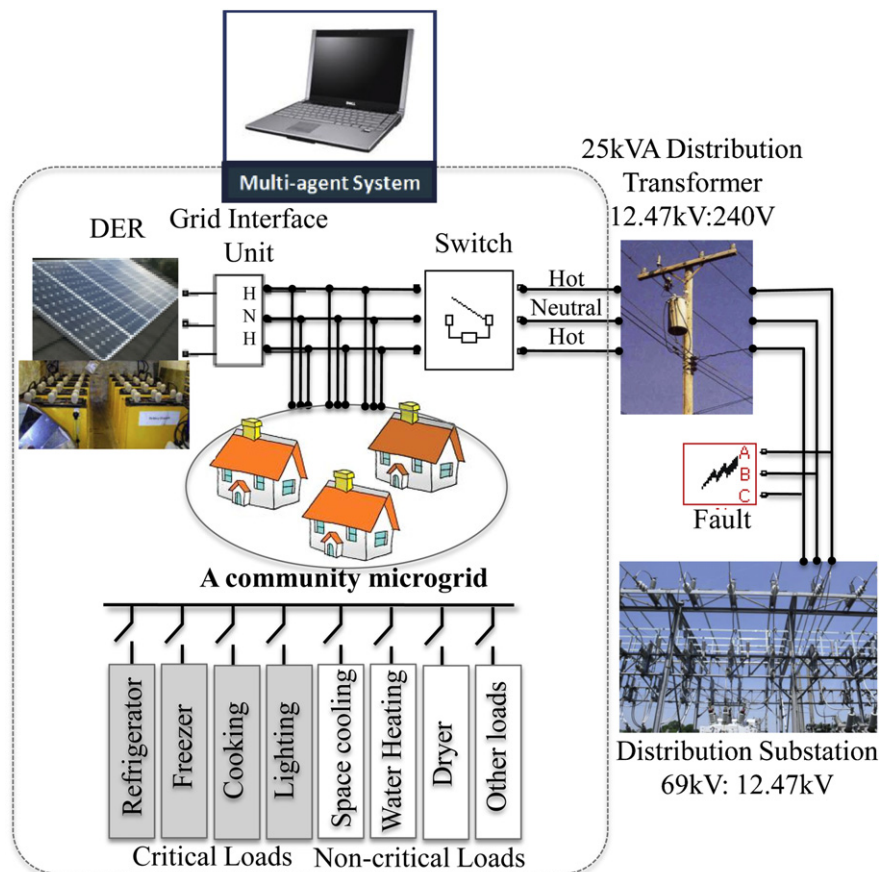 DELL
Multi-agent System
25kVA Distribution
Transformer
12.47kV:240V
DER
Grid Interface
Unit
Switch
H
N
H
Hot
Neutral
Hot
A
B
C
Fault
A community microgrid
Refrigerator
Freezer
Cooking
Lighting
Space cooling
Water Heating
Dryer
Other loads
Critical Loads
Non-critical Loads
Distribution Substation
69kV: 12.47kV